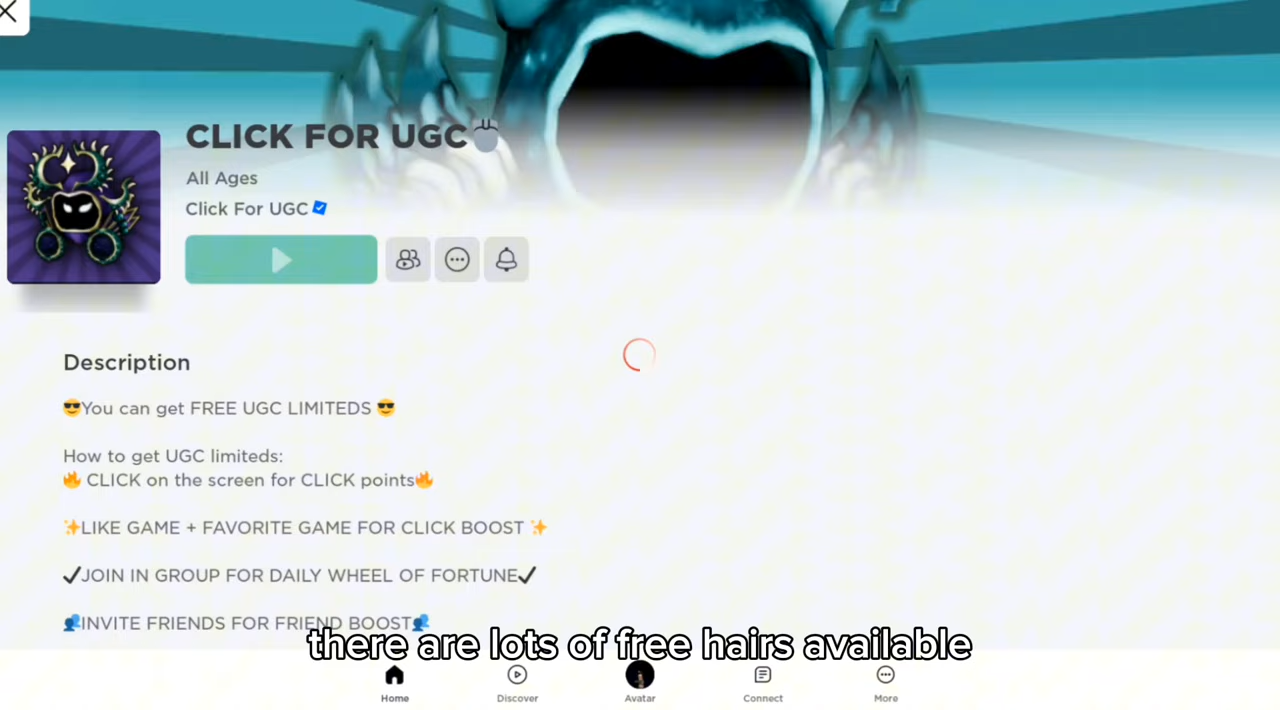 CLICK FOR UGC🖱️
All Ages
Click For UGC
Description
😎You can get FREE UGC LIMITEDS 😎
How to get UGC limiteds:
🔥 CLICK on the screen for CLICK points🔥
✨LIKE GAME + FAVORITE GAME FOR CLICK BOOST ✨
✔JOIN IN GROUP FOR DAILY WHEEL OF FORTUNE✔
👥INVITE FRIENDS FOR FRIEND BOOST👥
there are lots of free hairs available
Home Discover Avatar Connect More